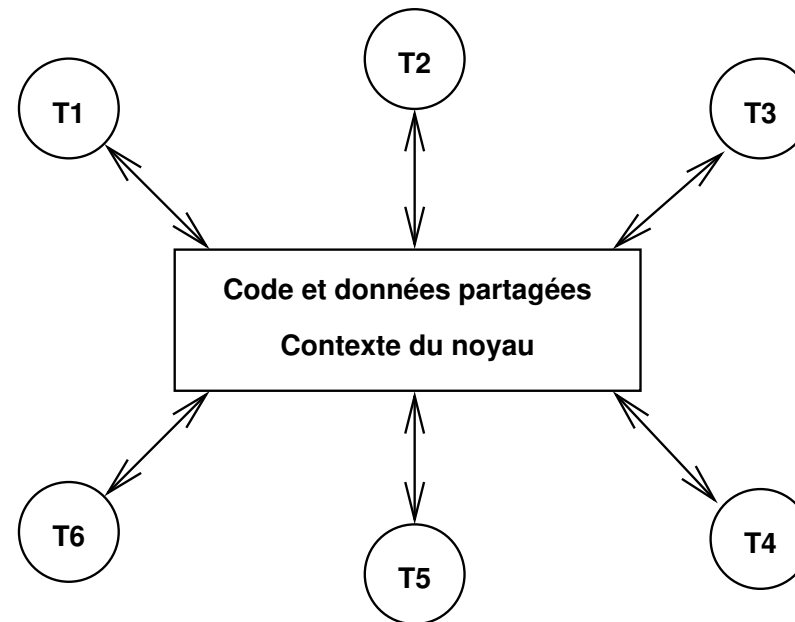 T1
T2
T3
Code et données partagées
Contexte du noyau
T6
T5
T4